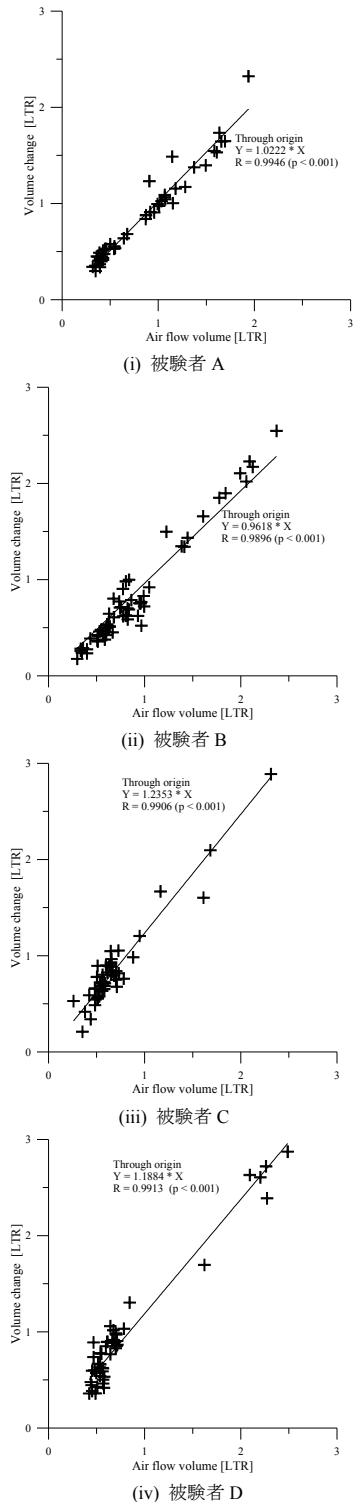 3
2
1
0
Volume change [LTR]
Through origin
Y = 1.0222 * X
R = 0.9946 (p < 0.001)
0 1 2 3
Air flow volume [LTR]
(i) 被験者 A
3
2
1
0
Volume change [LTR]
Through origin
Y = 0.9618 * X
R = 0.9896 (p < 0.001)
0 1 2 3
Air flow volume [LTR]
(ii) 被験者 B
3
2
1
0
Volume change [LTR]
Through origin
Y = 1.2353 * X
R = 0.9906 (p < 0.001)
0 1 2 3
Air flow volume [LTR]
(iii) 被験者 C
3
2
1
0
Volume change [LTR]
Through origin
Y = 1.1884 * X
R = 0.9913 (p < 0.001)
0 1 2 3
Air flow volume [LTR]
(iv) 被験者 D